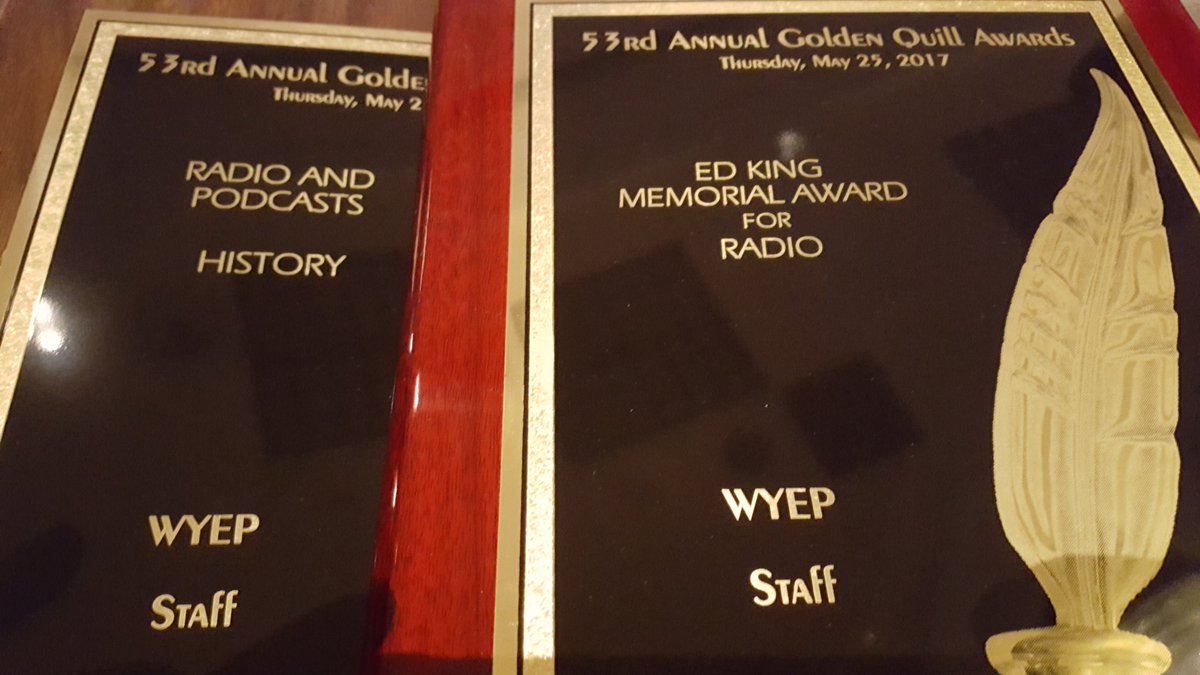 53rd Annual Golde
Thursday, May 2
RADIO AND
PODCASTS
HISTORY
WYEP
Staff
53rd Annual Golden Quill Awards
Thursday, May 25, 2017
ED KING
MEMORIAL AWARD
FOR
RADIO
WYEP
Staff